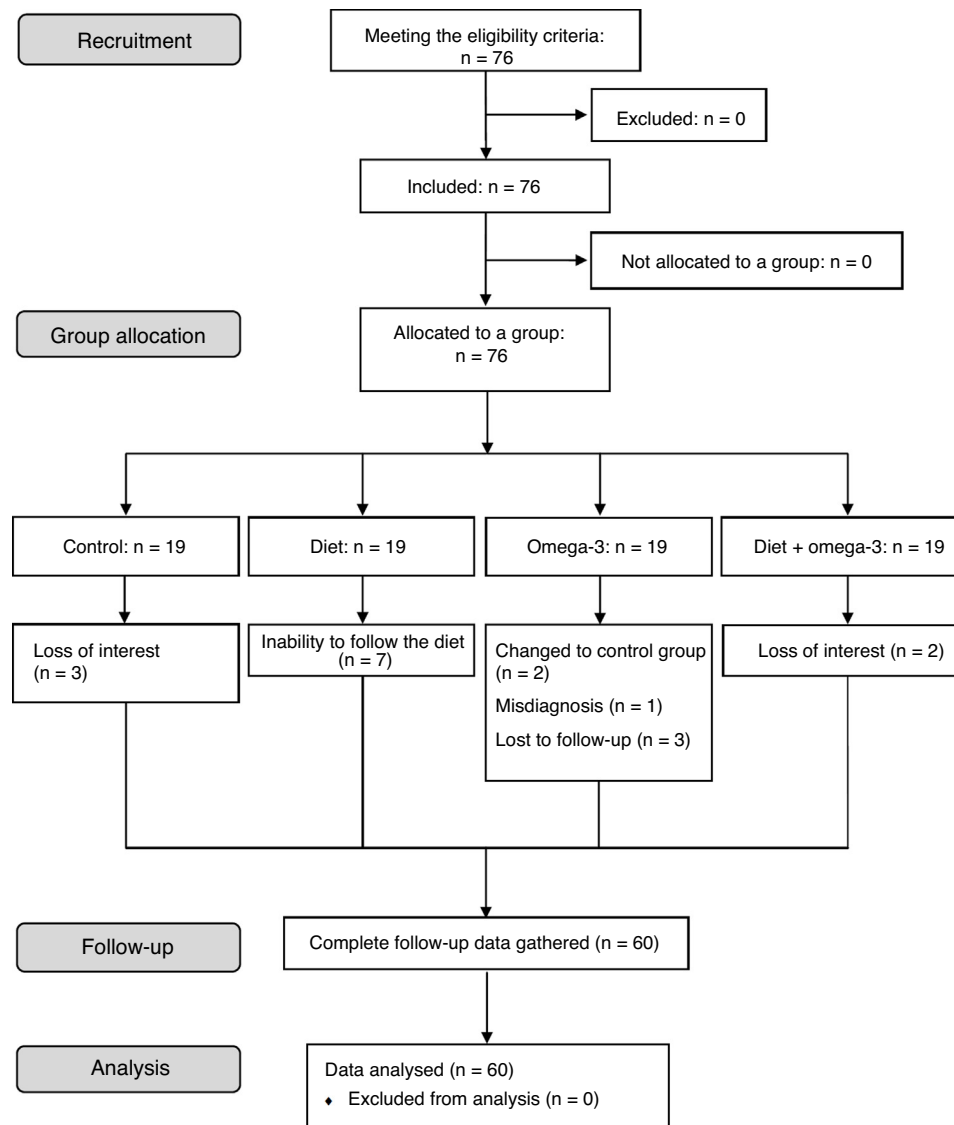 Recruitment
Meeting the eligibility criteria:
n = 76
Excluded: n = 0
Included: n = 76
Not allocated to a group: n = 0
Group allocation
Allocated to a group:
n = 76
Control: n = 19
Diet: n = 19
Omega-3: n = 19
Diet + omega-3: n = 19
Loss of interest
(n = 3)
Inability to follow the diet
(n = 7)
Changed to control group
(n = 2)
Misdiagnosis (n = 1)
Lost to follow-up (n = 3)
Loss of interest (n = 2)
Follow-up
Complete follow-up data gathered (n = 60)
Analysis
Data analysed (n = 60)
♦ Excluded from analysis (n = 0)